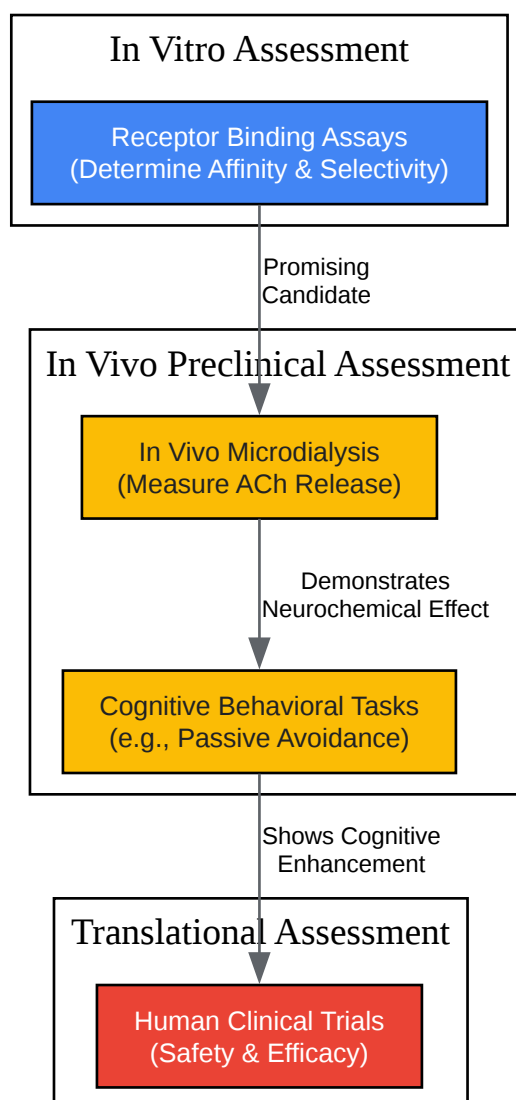 In Vitro Assessment
Receptor Binding Assays
(Determine Affinity & Selectivity)
Promising
Candidate
In Vivo Preclinical Assessment
In Vivo Microdialysis
(Measure ACh Release)
Demonstrates
Neurochemical Effect
Cognitive Behavioral Tasks
(e.g., Passive Avoidance)
Shows Cognitive
Enhancement
Translational Assessment
Human Clinical Trials
(Safety & Efficacy)